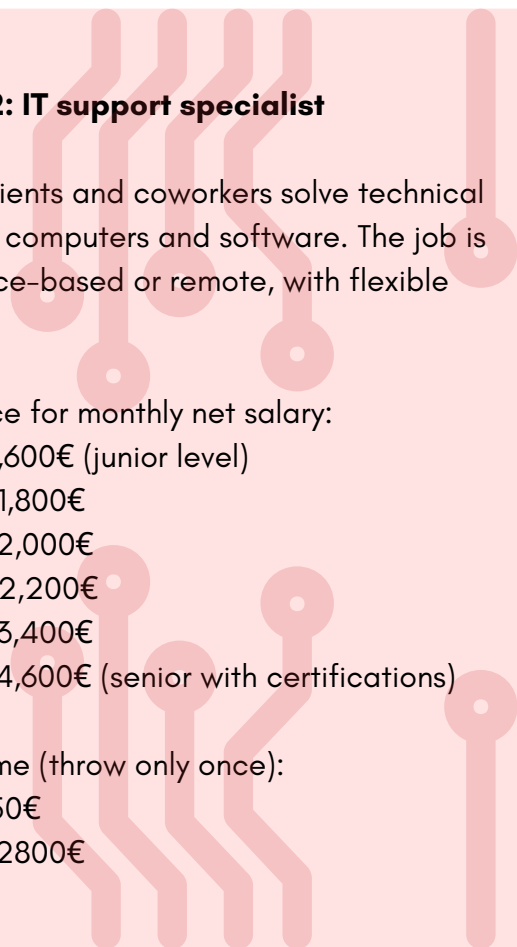 2: IT support specialist
ients and coworkers solve technical
computers and software. The job is
ce-based or remote, with flexible
ce for monthly net salary:
,600€ (junior level)
1,800€
2,000€
2,200€
3,400€
4,600€ (senior with certifications)
me (throw only once):
50€
2800€